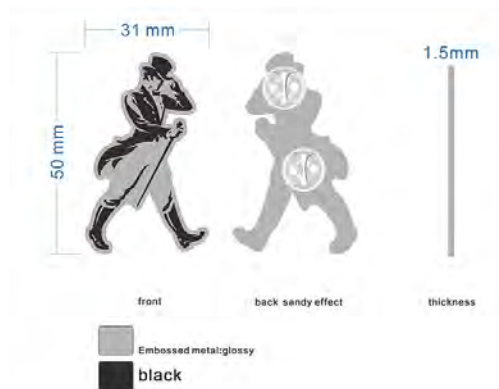 31 mm
1.5mm
50 mm
front
back sandy effect
thickness
Embossed metal:glossy
black